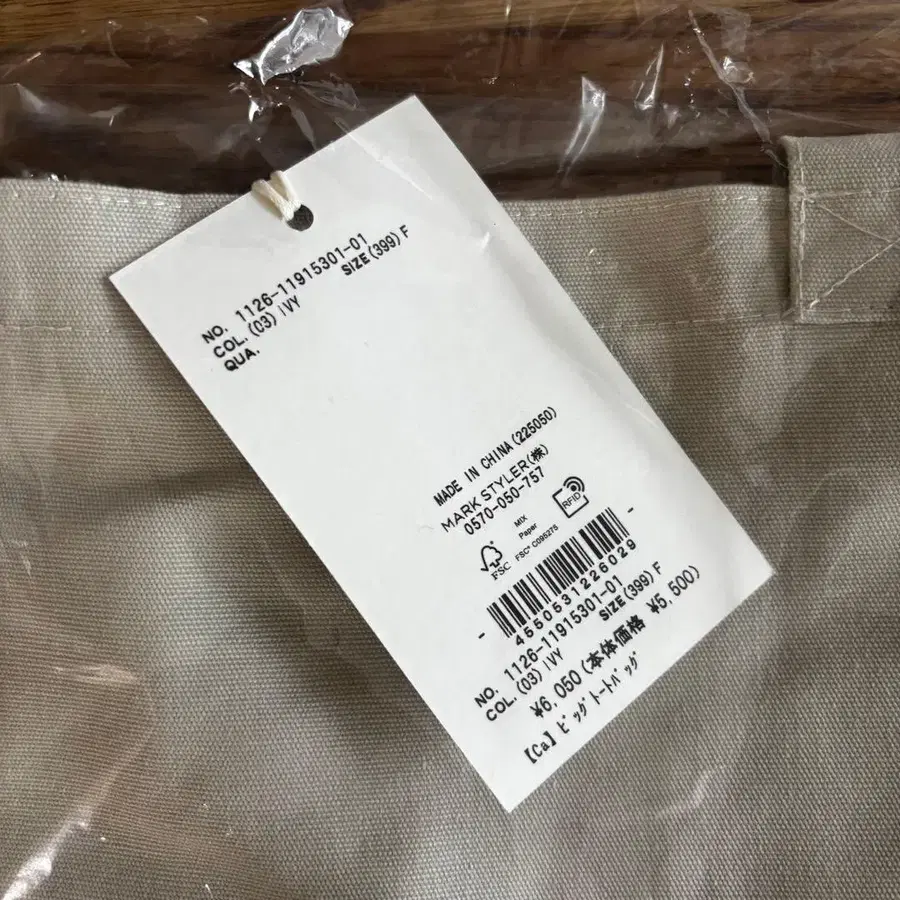 NO. 1126-11915301-01
COL. (03) IVY SIZE(399) F
QUA.
MADE IN CHINA(225050)
MARK STYLER(株)
0570-050-757
FSC
MIX
Paper
FSC® C095275
RFID
4550531226029
NO. 1126-11915301-01
COL. (03) IVY SIZE(399) F
¥6,050(本体価格 ¥5,500)
【Ca】ﾋﾞｯｸﾞﾄｰﾄﾊﾞｯｸﾞ